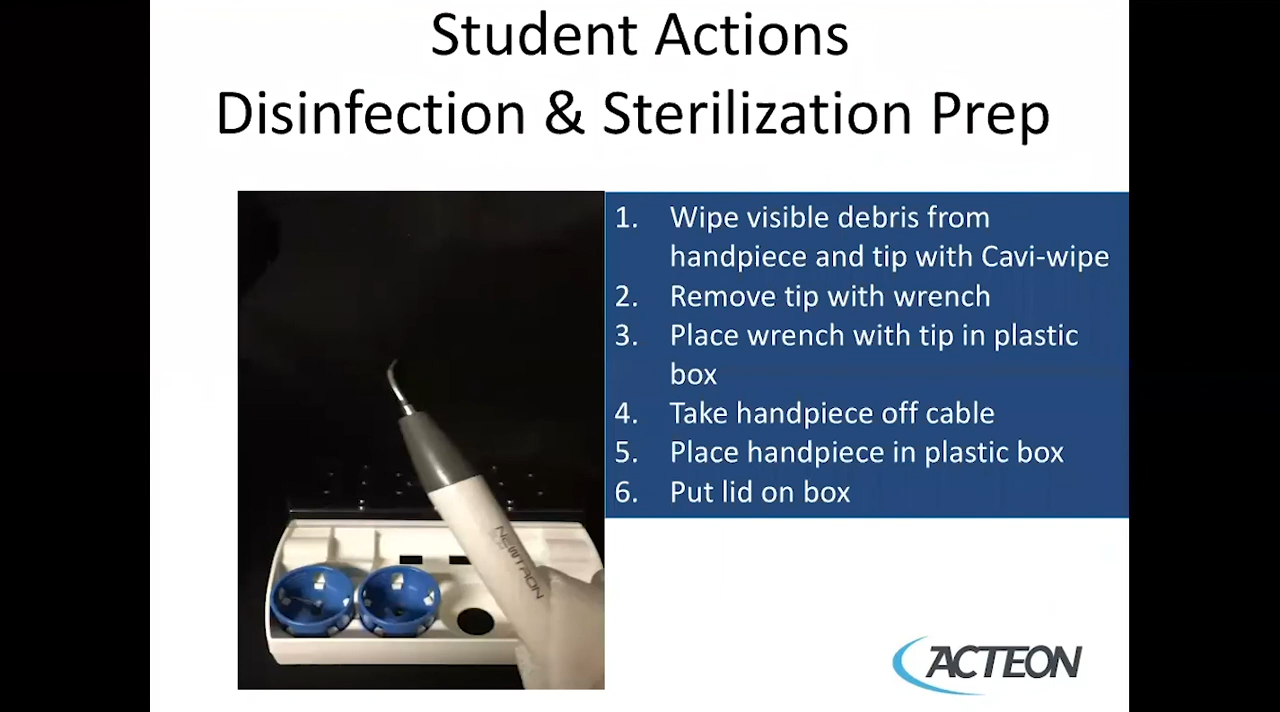 Student Actions
Disinfection & Sterilization Prep
1. Wipe visible debris from
handpiece and tip with Cavi-wipe
2. Remove tip with wrench
3. Place wrench with tip in plastic
box
4. Take handpiece off cable
5. Place handpiece in plastic box
6. Put lid on box
NEWTRON
ACTEON